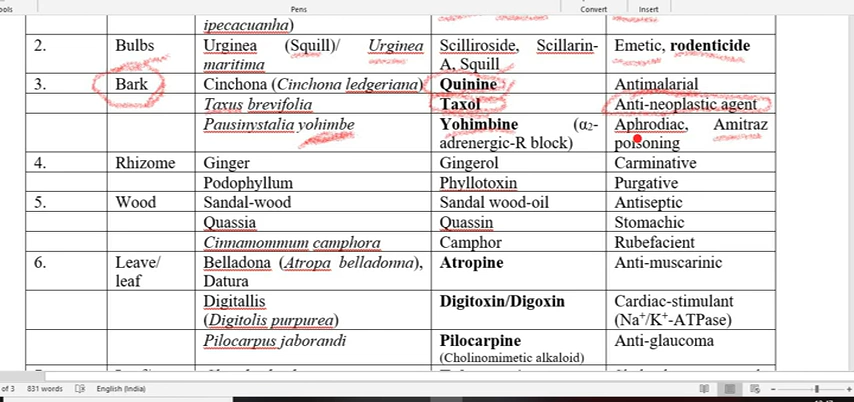 ools
Pens
Convert
Insert
ipecacuanha)
2. Bulbs Urginea (Squill)/ Urginea Scilliroside, Scillarin- Emetic, rodenticide
maritima A, Squill
3. Bark Cinchona (Cinchona ledgeriana) Quinine Antimalarial
Taxus brevifolia Taxol Anti-neoplastic agent
Pausinystalia yohimbe Yohimbine (α2- Aphrodiac, Amitraz
adrenergic-R block) poisoning
4. Rhizome Ginger Gingerol Carminative
Podophyllum Phyllotoxin Purgative
5. Wood Sandal-wood Sandal wood-oil Antiseptic
Quassia Quassin Stomachic
Cinnamommum camphora Camphor Rubefacient
6. Leave/ Belladona (Atropa belladonna), Atropine Anti-muscarinic
leaf Datura
Digitallis Digitoxin/Digoxin Cardiac-stimulant
(Digitolis purpurea) (Na+/K+-ATPase)
Pilocarpus jaborandi Pilocarpine Anti-glaucoma
(Cholinomimetic alkaloid)
of 3 831 words English (India)